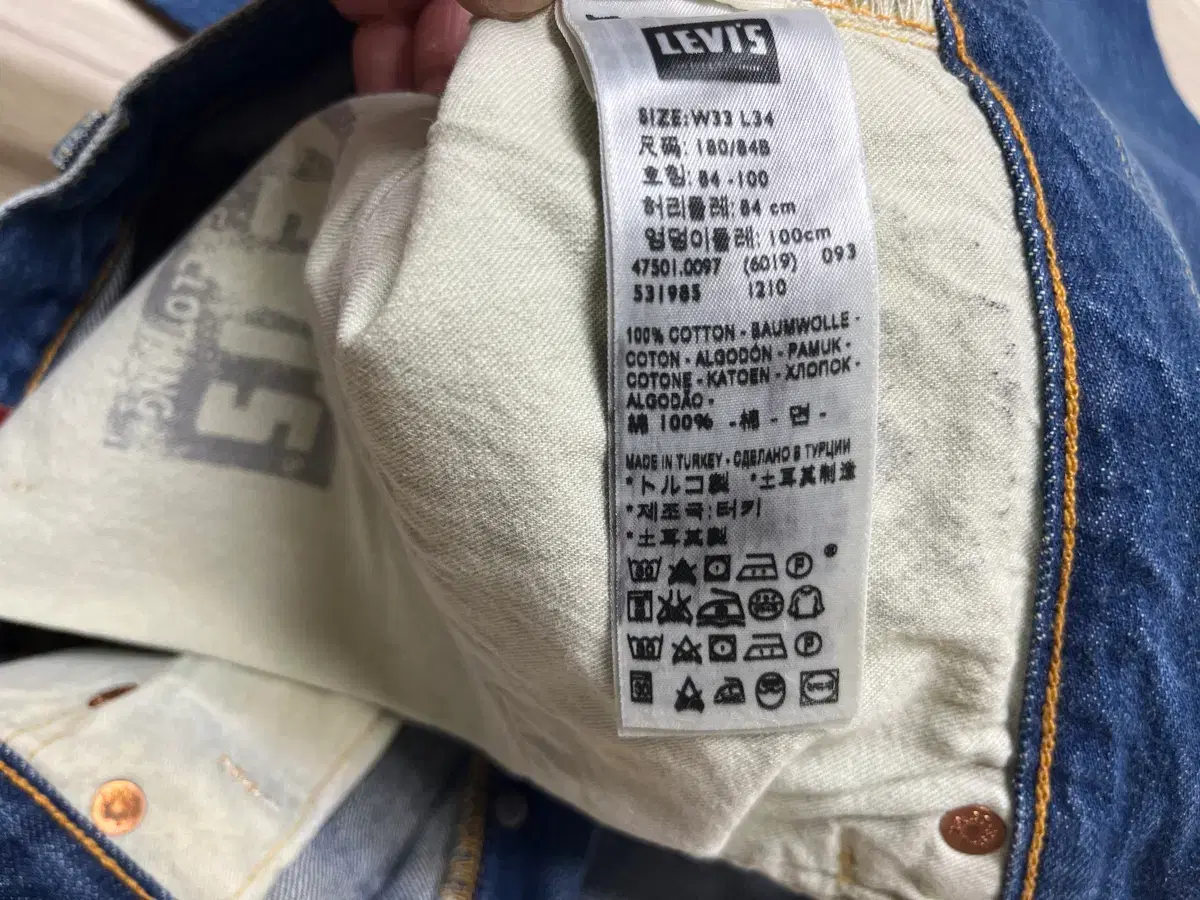 LEVI'S
SIZE: W33 L34
尺码: 180/84B
호칭: 84 -100
허리둘레: 84 cm
엉덩이둘레: 100cm
47501.0097 (6019) 093
531985 1210
100% COTTON - BAUMWOLLE -
COTON - ALGODÓN - PAMUK -
COTONE - KATOEN - ХЛОПОК -
ALGODÃO -
綿 100% -棉 - 면 -
MADE IN TURKEY - СДЕЛАНО В ТУРЦИИ
*トルコ製 *土耳其制造
*제조국:터키
*土耳其製